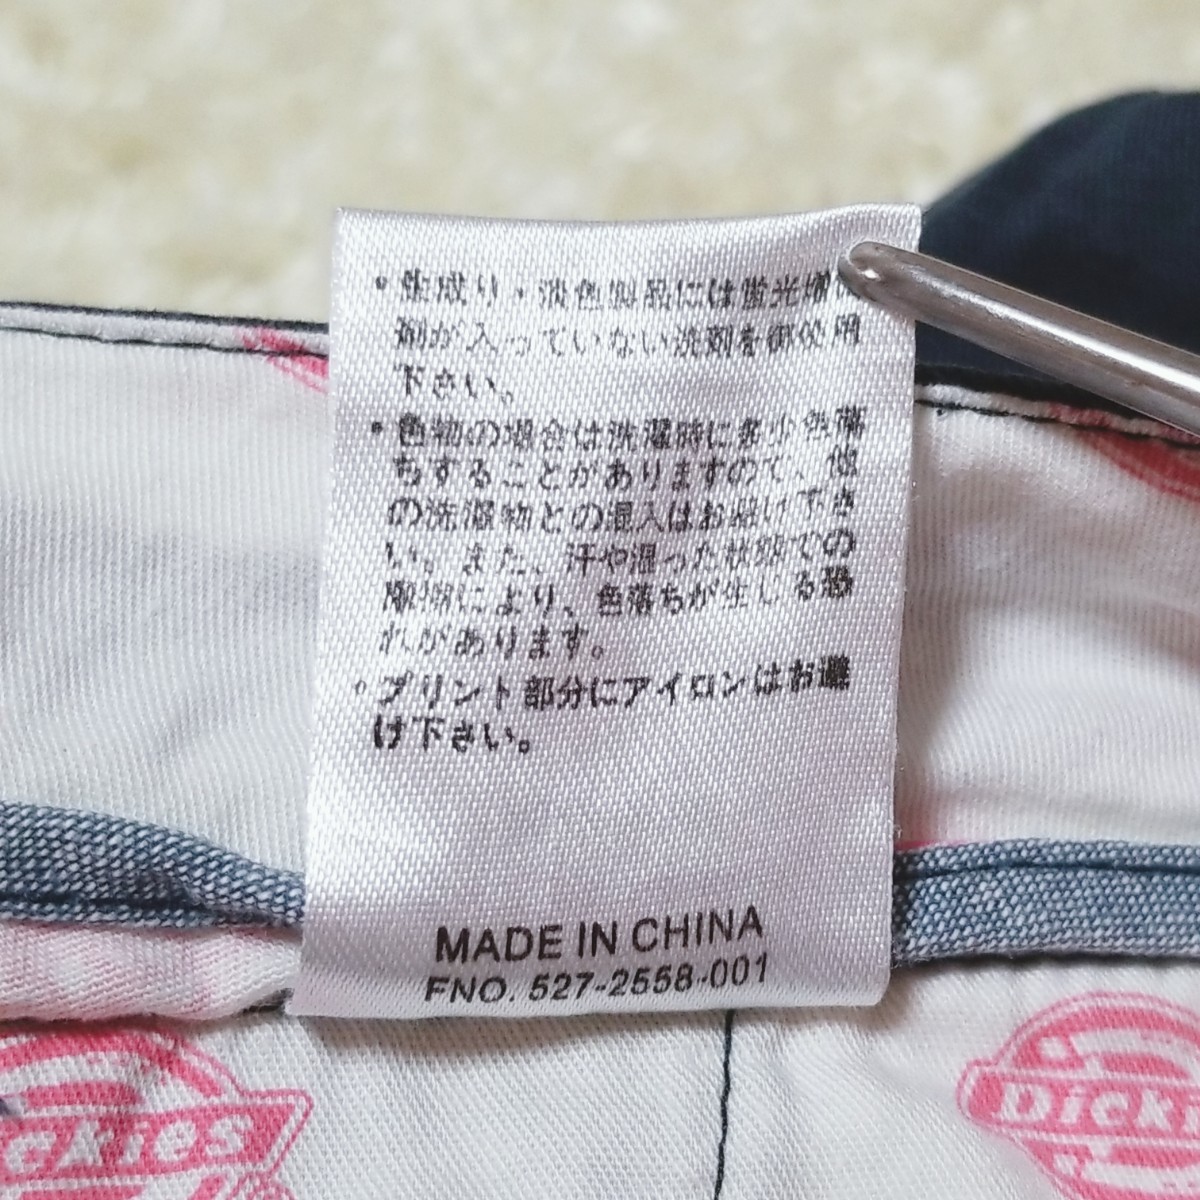 ・生成り・淡色製品には蛍光増
剤が入っていない洗剤を御使用
下さい。
・色物の場合は洗濯時に多少色落
ちすることがありますので、他
の洗濯物との混入はお避け下さ
い。また、汗や湿った状態での
摩擦により、色落ちが生じる恐
れがあります。
・プリント部分にアイロンはお避
け下さい。
MADE IN CHINA
FNO. 527-2558-001
Dickies